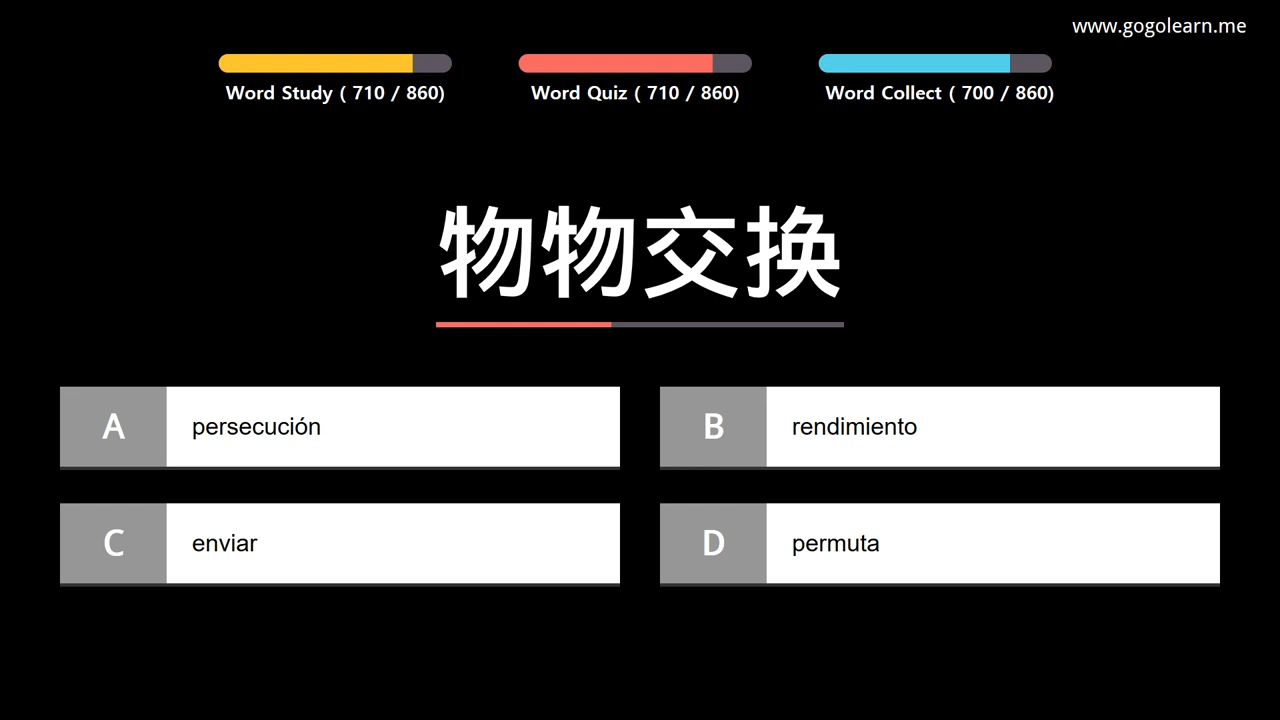 www.gogolearn.me
Word Study ( 710 / 860)
Word Quiz ( 710 / 860)
Word Collect ( 700 / 860)
物物交换
A persecución
B rendimiento
C enviar
D permuta